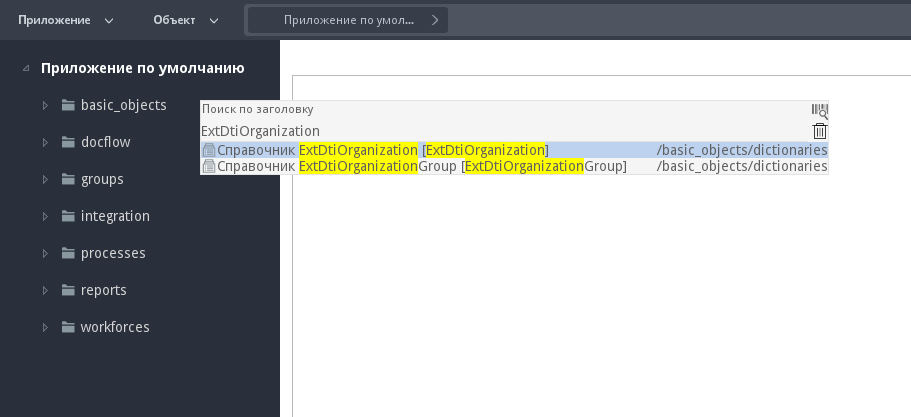 Приложение Объект Приложение по умол...
Приложение по умолчанию
basic_objects
docflow
groups
integration
processes
reports
workforces
Поиск по заголовку
ExtDtiOrganization
Справочник ExtDtiOrganization [ExtDtiOrganization] /basic_objects/dictionaries
Справочник ExtDtiOrganizationGroup [ExtDtiOrganizationGroup] /basic_objects/dictionaries